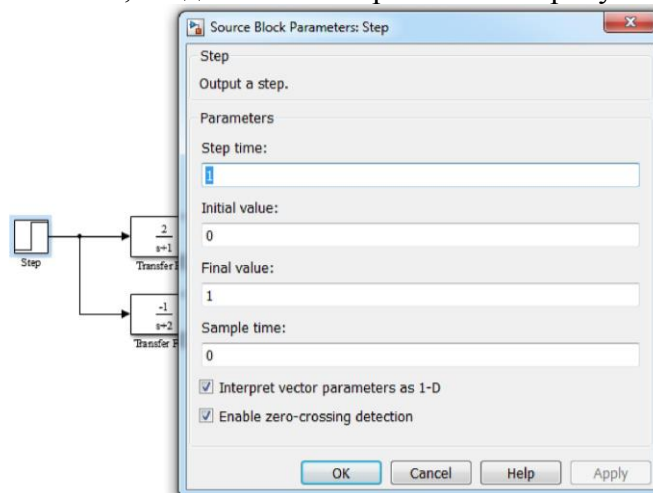 Source Block Parameters: Step
Step
Output a step.
Parameters
Step time:
1
Initial value:
0
Final value:
1
Sample time:
0
Interpret vector parameters as 1-D
Enable zero-crossing detection
OK Cancel Help Apply
Step
2
s+1
Transfer
-1
s+2
Transfer